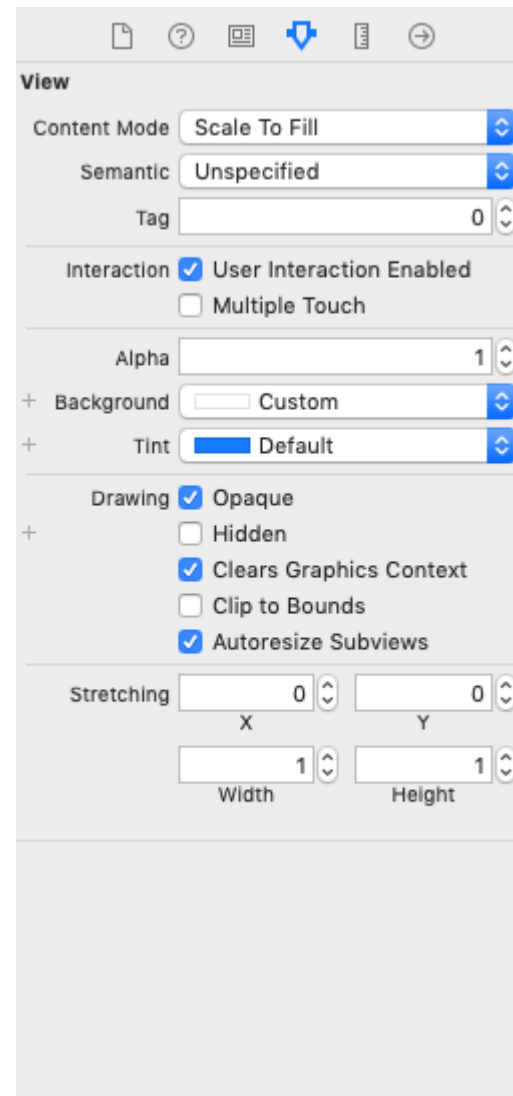 View
Content Mode Scale To Fill
Semantic Unspecified
Tag 0
Interaction User Interaction Enabled
Multiple Touch
Alpha 1
+ Background Custom
+ Tint Default
Drawing Opaque
+ Hidden
Clears Graphics Context
Clip to Bounds
Autoresize Subviews
Stretching 0 0
X Y
1 1
Width Height